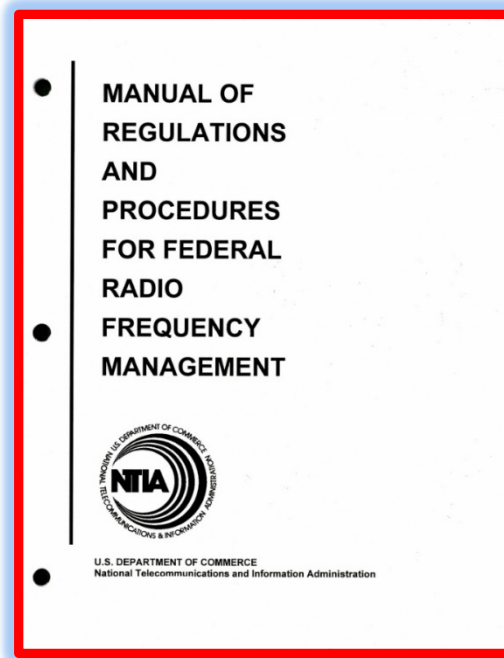 MANUAL OF
REGULATIONS
AND
PROCEDURES
FOR FEDERAL
RADIO
FREQUENCY
MANAGEMENT
U.S. DEPARTMENT OF COMMERCE
NATIONAL TELECOMMUNICATIONS & INFORMATION ADMINISTRATION
NTIA
U.S. DEPARTMENT OF COMMERCE
National Telecommunications and Information Administration